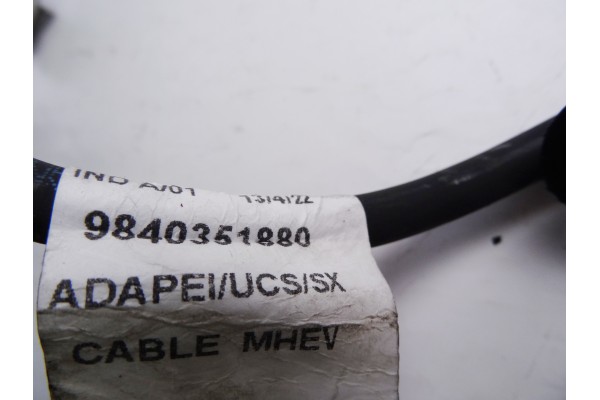 IND A/01 13/4/22
9840351880
ADAPEI/UCS/SX
CABLE MHEV